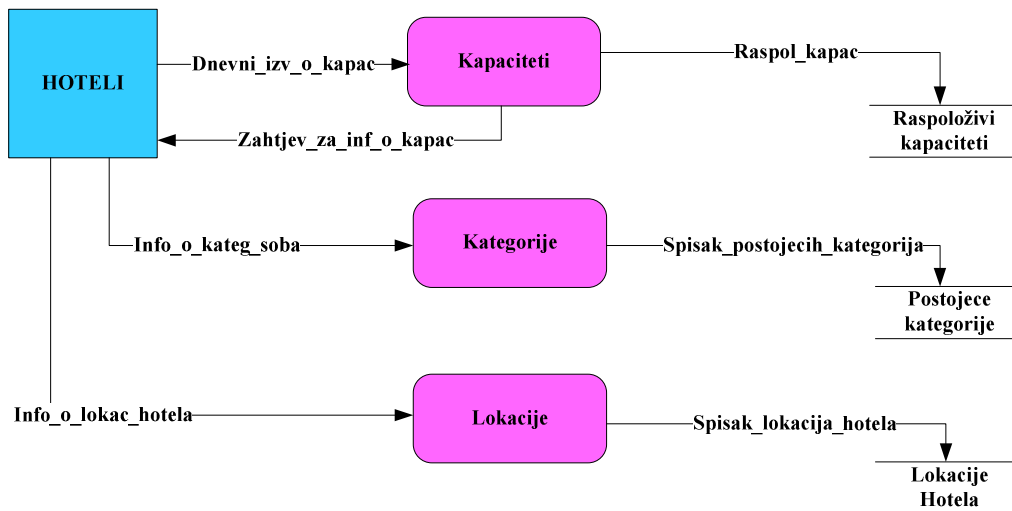 HOTELI
Dnevni_izv_o_kapac
Kapaciteti
Raspol_kapac
Raspoloživi
kapaciteti
Zahtjev_za_inf_o_kapac
Info_o_kateg_soba
Kategorije
Spisak_postojecih_kategorija
Postojece
kategorije
Info_o_lokac_hotela
Lokacije
Spisak_lokacija_hotela
Lokacije
Hotela